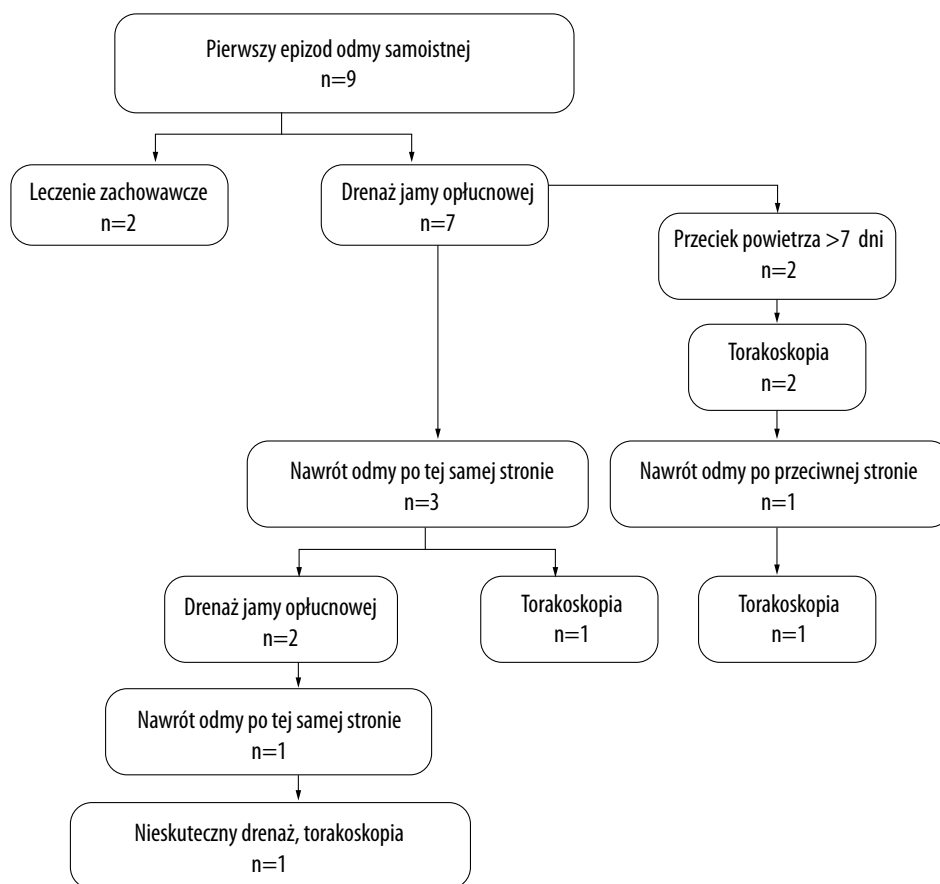 Pierwszy epizod odmy samoistnej
n=9
Leczenie zachowawcze
n=2
Drenaż jamy opłucnowej
n=7
Przeciek powietrza >7 dni
n=2
Torakoskopia
n=2
Nawrót odmy po tej samej stronie
n=3
Nawrót odmy po przeciwnej stronie
n=1
Drenaż jamy opłucnowej
n=2
Torakoskopia
n=1
Torakoskopia
n=1
Nawrót odmy po tej samej stronie
n=1
Nieskuteczny drenaż, torakoskopia
n=1